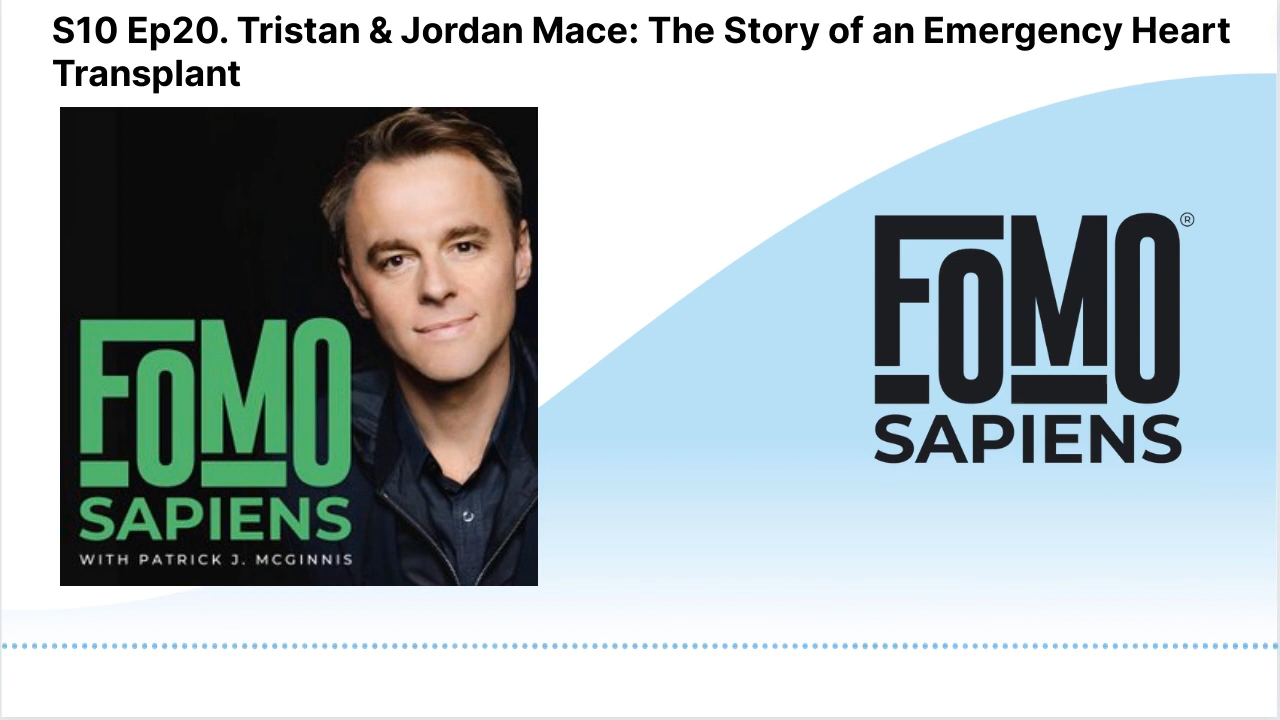 S10 Ep20. Tristan & Jordan Mace: The Story of an Emergency Heart
Transplant
FOMO
SAPIENS
WITH PATRICK J. MCGINNIS
FOMO®
SAPIENS